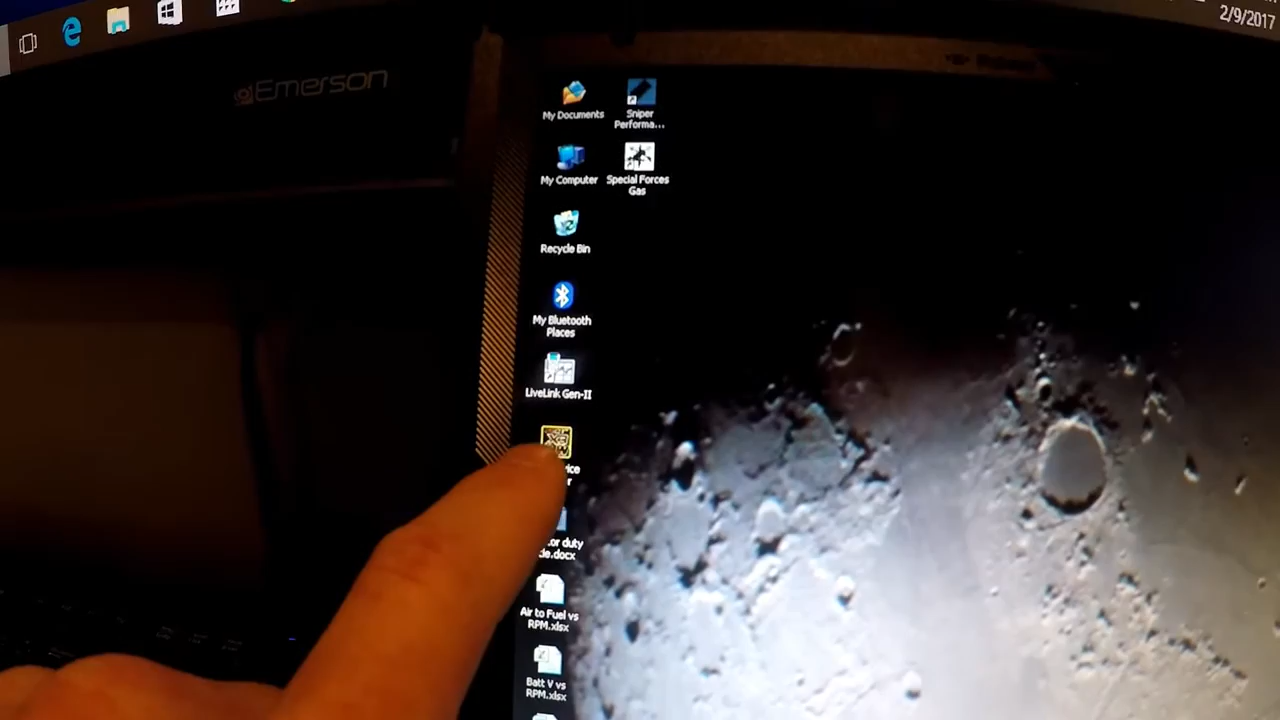 2/9/2017
Emerson
My Documents
Sniper
Performa...
My Computer
Special Forces
Gas
Recycle Bin
My Bluetooth
Places
LiveLink Gen-II
duty
Air to Fuel vs
RPM.xlsx
Batt V vs
RPM.xlsx